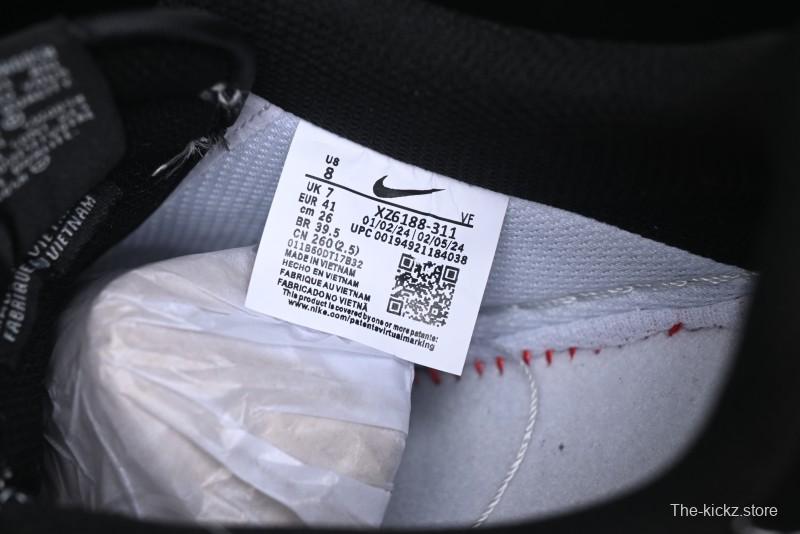 US
8
UK 7
EUR 41
cm 26
BR 39.5
CN 260(2.5)
XZ6188-311
VF
01/02/24 | 02/05/24
UPC 00194921184038
011B60DT17B32
MADE IN VIETNAM
HECHO EN VIETNAM
FABRIQUE AU VIETNAM
FABRICADO NO VIETNÃ
This product is covered by one or more patents:
www.nike.com/patentsvirtualmarking
VIETNAM
The-kickz.store